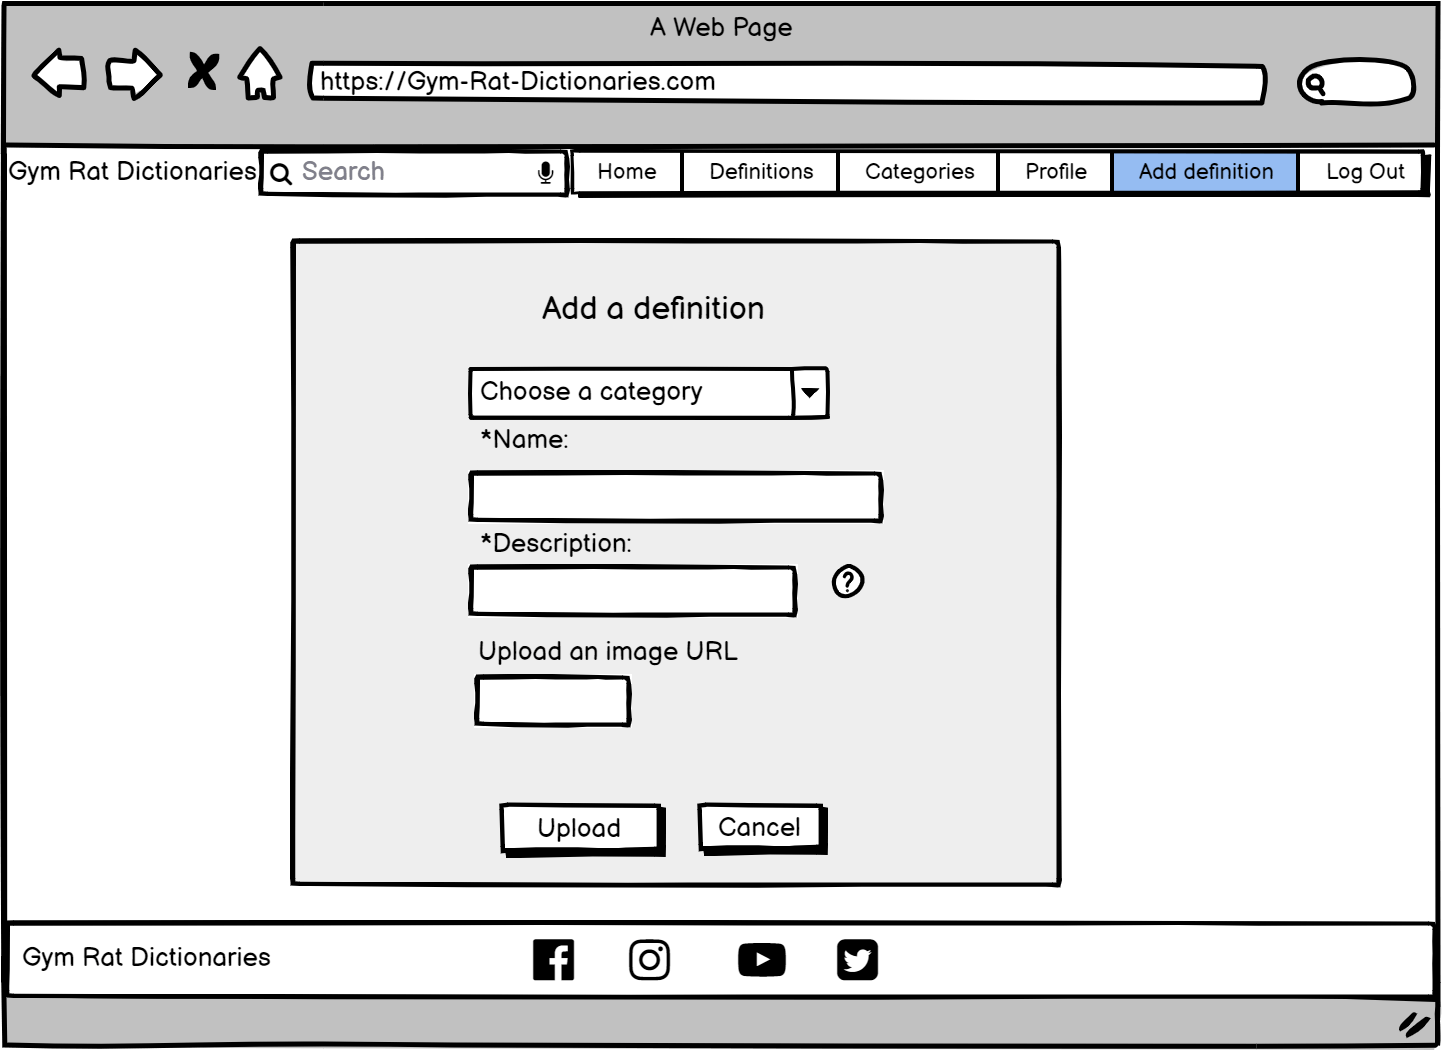 A Web Page
https://Gym-Rat-Dictionaries.com
Gym Rat Dictionaries Search Home Definitions Categories Profile Add definition Log Out
Add a definition
Choose a category
*Name:
*Description:
?
Upload an image URL
Upload Cancel
Gym Rat Dictionaries